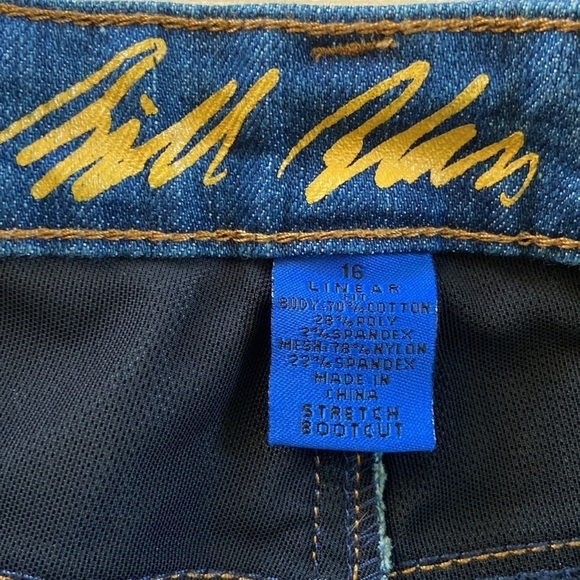 Bill Blass
16
LINEAR
FIT
BODY:70%COTTON
28%POLY
2%SPANDEX
MESH:78%NYLON
22%SPANDEX
MADE IN
CHINA
STRETCH
BOOTCUT